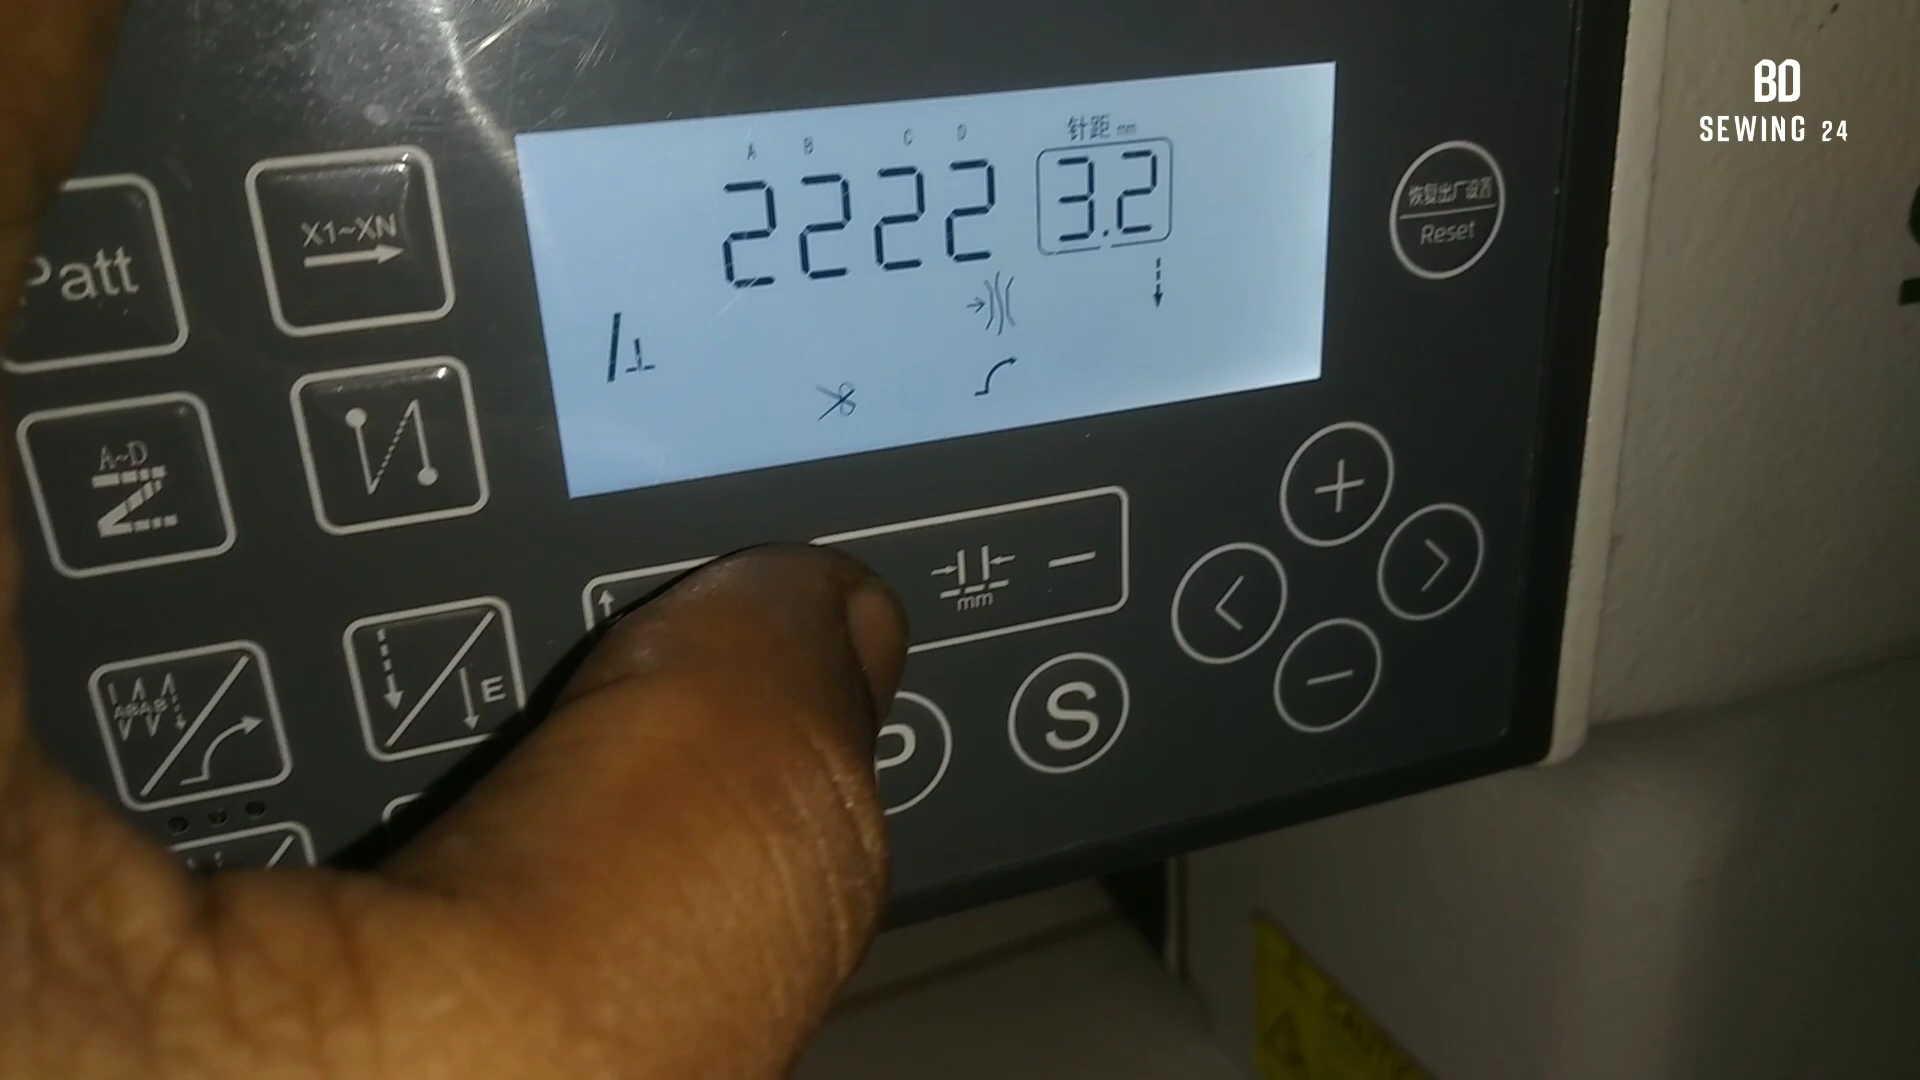 BD
SEWING 24
A B C D 针距 mm
2222 3.2
恢复出厂设置
Reset
Patt
X1~XN
A~D
mm
E
ABAB
P
S